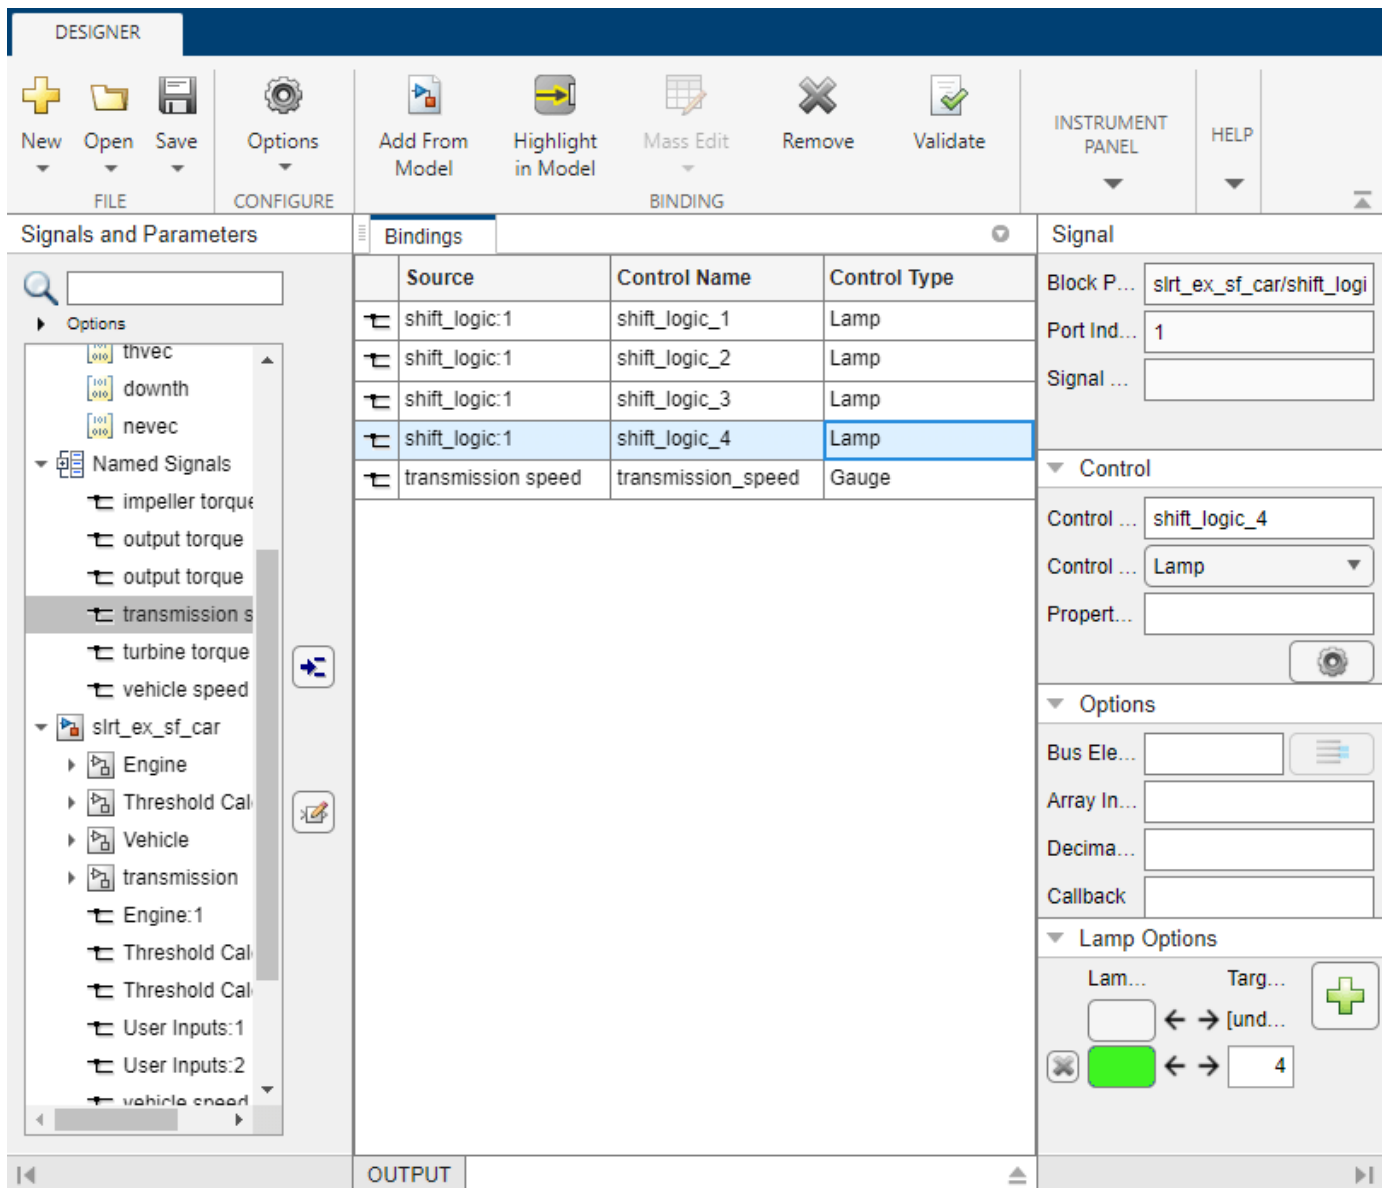 DESIGNER
New
Open
Save
Options
Add From
Model
Highlight
in Model
Mass Edit
Remove
Validate
INSTRUMENT
PANEL
HELP
FILE
CONFIGURE
BINDING
Signals and Parameters
Options
thvec
downth
nevec
Named Signals
impeller torque
output torque
output torque
transmission s
turbine torque
vehicle speed
slrt_ex_sf_car
Engine
Threshold Cal
Vehicle
transmission
Engine:1
Threshold Cal
Threshold Cal
User Inputs:1
User Inputs:2
vehicle speed
Bindings
Source Control Name Control Type
shift_logic:1 shift_logic_1 Lamp
shift_logic:1 shift_logic_2 Lamp
shift_logic:1 shift_logic_3 Lamp
shift_logic:1 shift_logic_4 Lamp
transmission speed transmission_speed Gauge
OUTPUT
Signal
Block P... slrt_ex_sf_car/shift_logi
Port Ind... 1
Signal ...
Control
Control ... shift_logic_4
Control ... Lamp
Propert...
Options
Bus Ele...
Array In...
Decima...
Callback
Lamp Options
Lam... Targ...
[und...
4